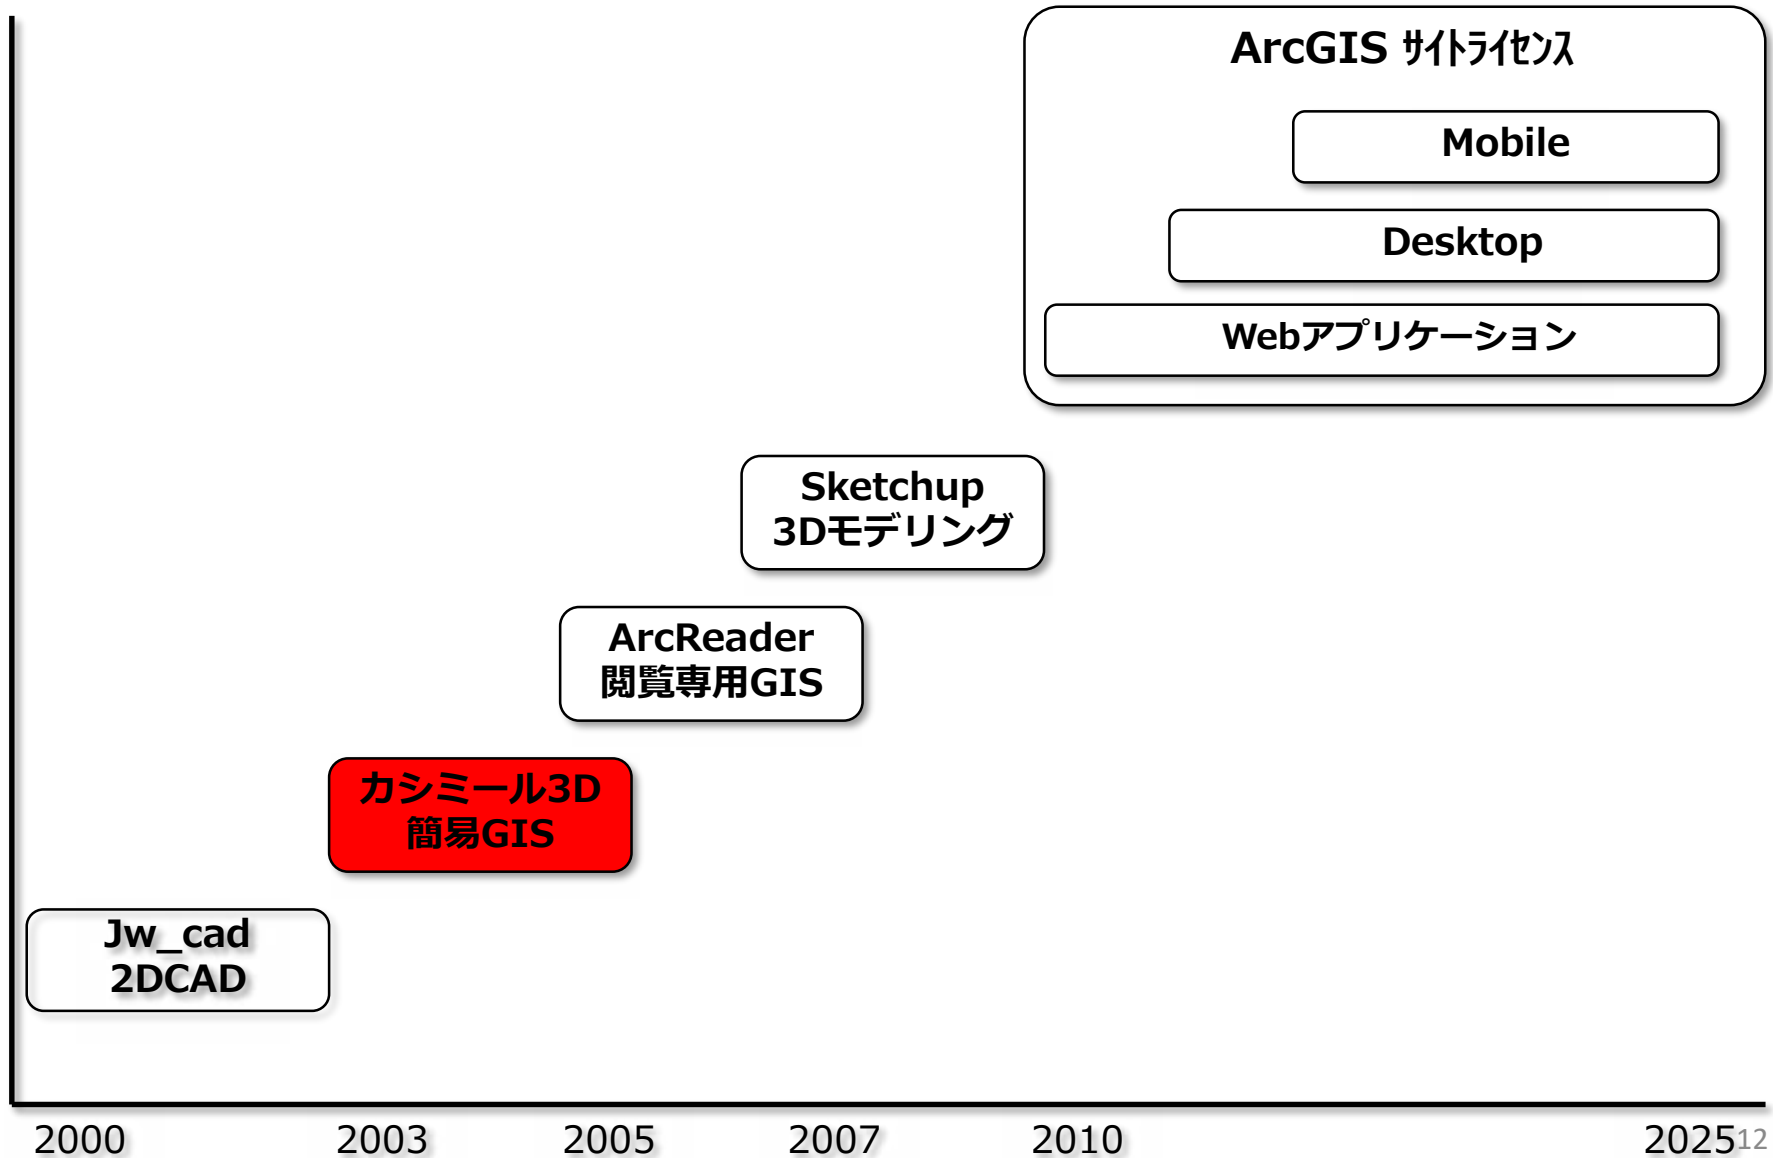 ArcGIS ｻｲﾄﾗｲｾﾝｽ
Mobile
Desktop
Webアプリケーション
Sketchup
3Dモデリング
ArcReader
閲覧専用GIS
カシミール3D
簡易GIS
Jw_cad
2DCAD
2000 2003 2005 2007 2010 2025
12